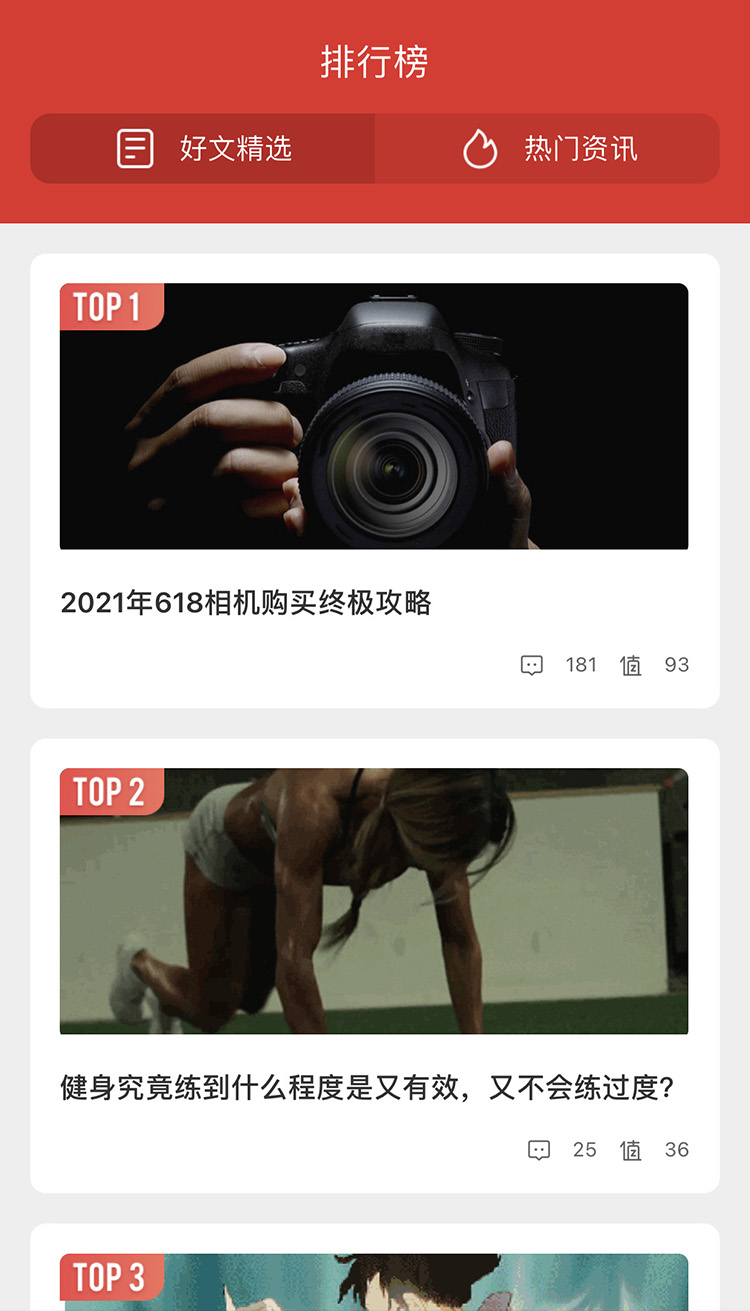 排行榜
好文精选
热门资讯
TOP 1
2021年618相机购买终极攻略
181 值 93
TOP 2
健身究竟练到什么程度是又有效，又不会练过度?
25 值 36
TOP 3